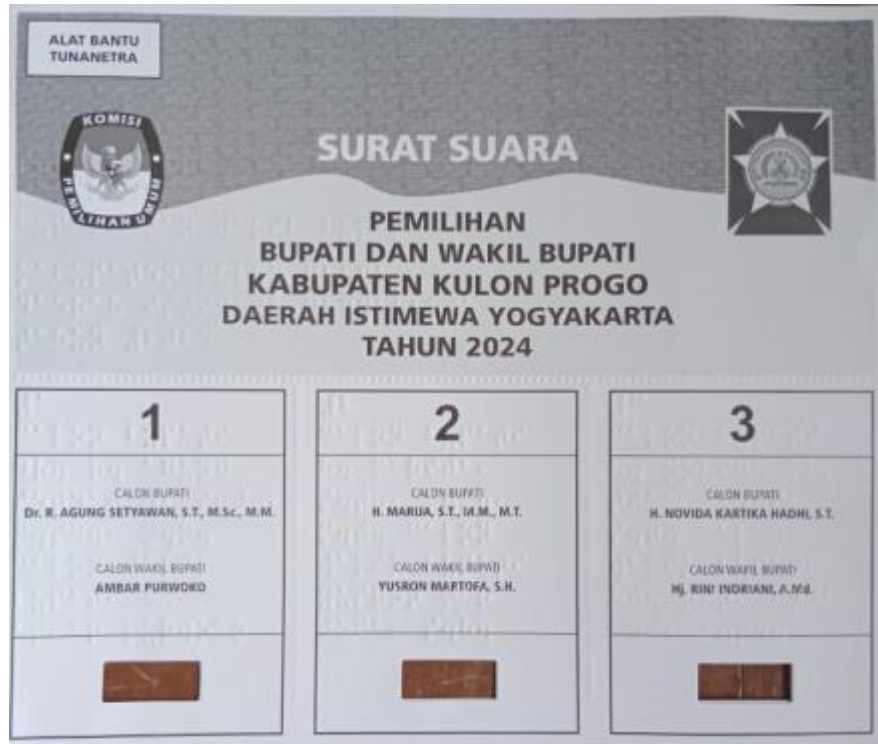 ALAT BANTU
TUNANETRA
KOMISI
PEMILIHAN UMUM
SURAT SUARA
PEMILIHAN
BUPATI DAN WAKIL BUPATI
KABUPATEN KULON PROGO
DAERAH ISTIMEWA YOGYAKARTA
TAHUN 2024
1
CALON BUPATI
Dr. R. AGUNG SETYAWAN, S.T., M.Sc., M.M.
CALON WAKIL BUPATI
AMBAR PURWOKO
2
CALON BUPATI
H. MARIJA, S.T., M.M., M.T.
CALON WAKIL BUPATI
YUSRON MARTOFA, S.H.
3
CALON BUPATI
H. NOVIDA KARTIKA HADHI, S.T.
CALON WAKIL BUPATI
Hj. RINI INDRIANI, A.Md.